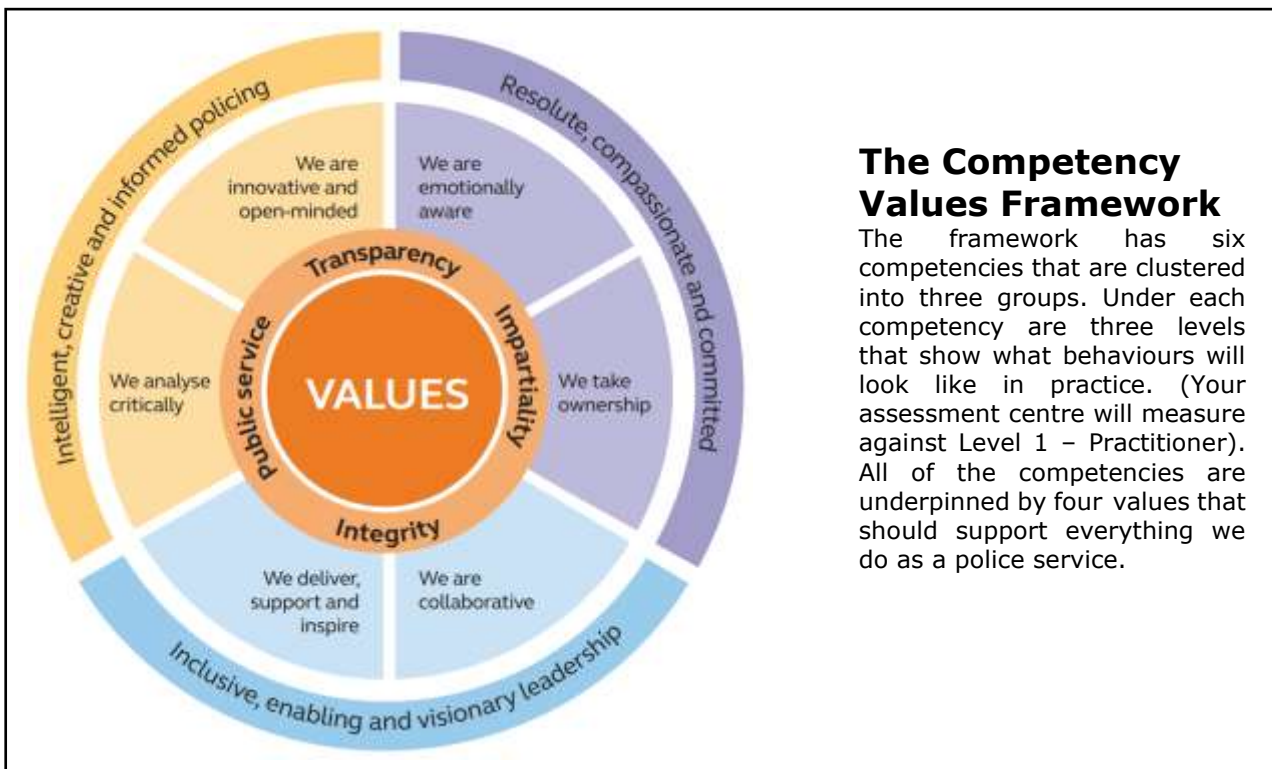 Intelligent, creative and informed policing
Resolute, compassionate and committed
Inclusive, enabling and visionary leadership
We are
innovative and
open-minded
We are
emotionally
aware
We analyse
critically
We take
ownership
We deliver,
support and
inspire
We are
collaborative
Transparency
Impartiality
Public service
Integrity
VALUES
The Competency
Values Framework
The framework has six
competencies that are clustered
into three groups. Under each
competency are three levels
that show what behaviours will
look like in practice. (Your
assessment centre will measure
against Level 1 – Practitioner).
All of the competencies are
underpinned by four values that
should support everything we
do as a police service.